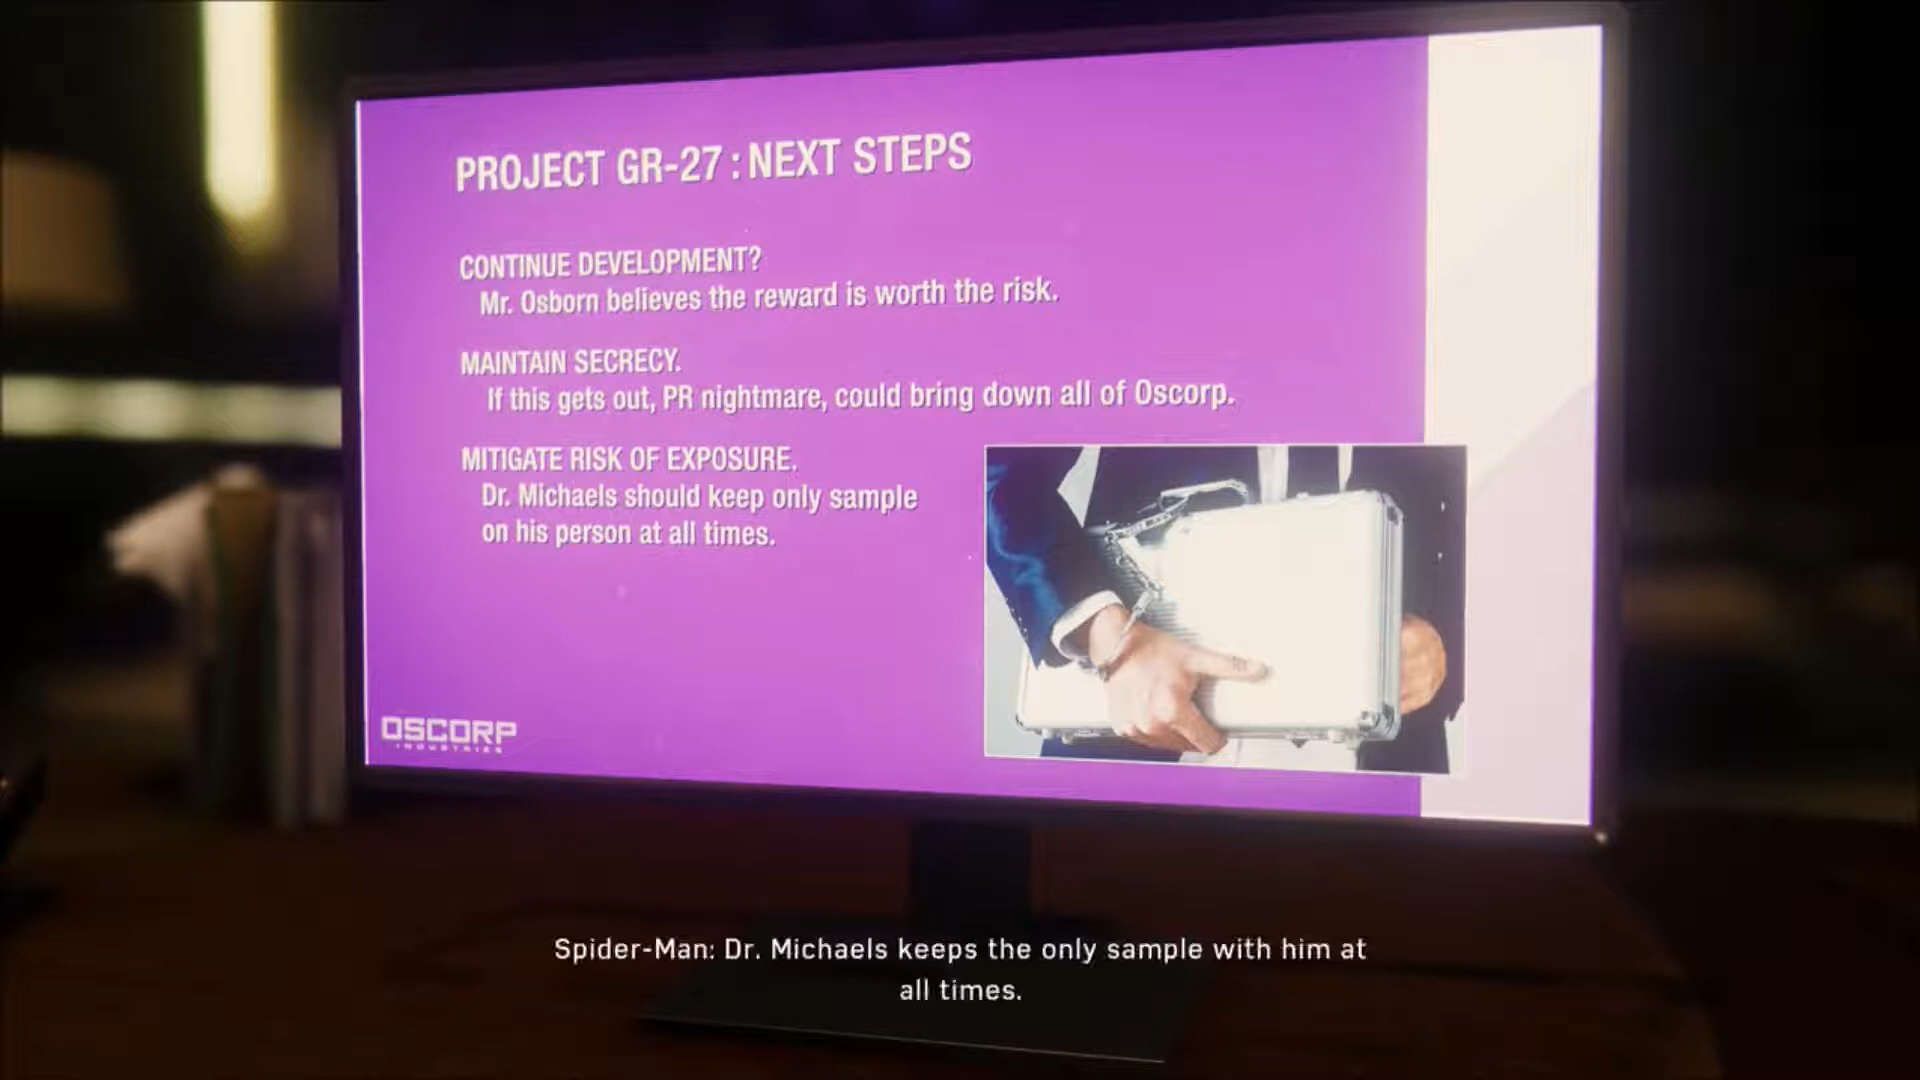 PROJECT GR-27 : NEXT STEPS
CONTINUE DEVELOPMENT?
Mr. Osborn believes the reward is worth the risk.
MAINTAIN SECRECY.
If this gets out, PR nightmare, could bring down all of Oscorp.
MITIGATE RISK OF EXPOSURE.
Dr. Michaels should keep only sample
on his person at all times.
OSCORP
INDUSTRIES
Spider-Man: Dr. Michaels keeps the only sample with him at
all times.